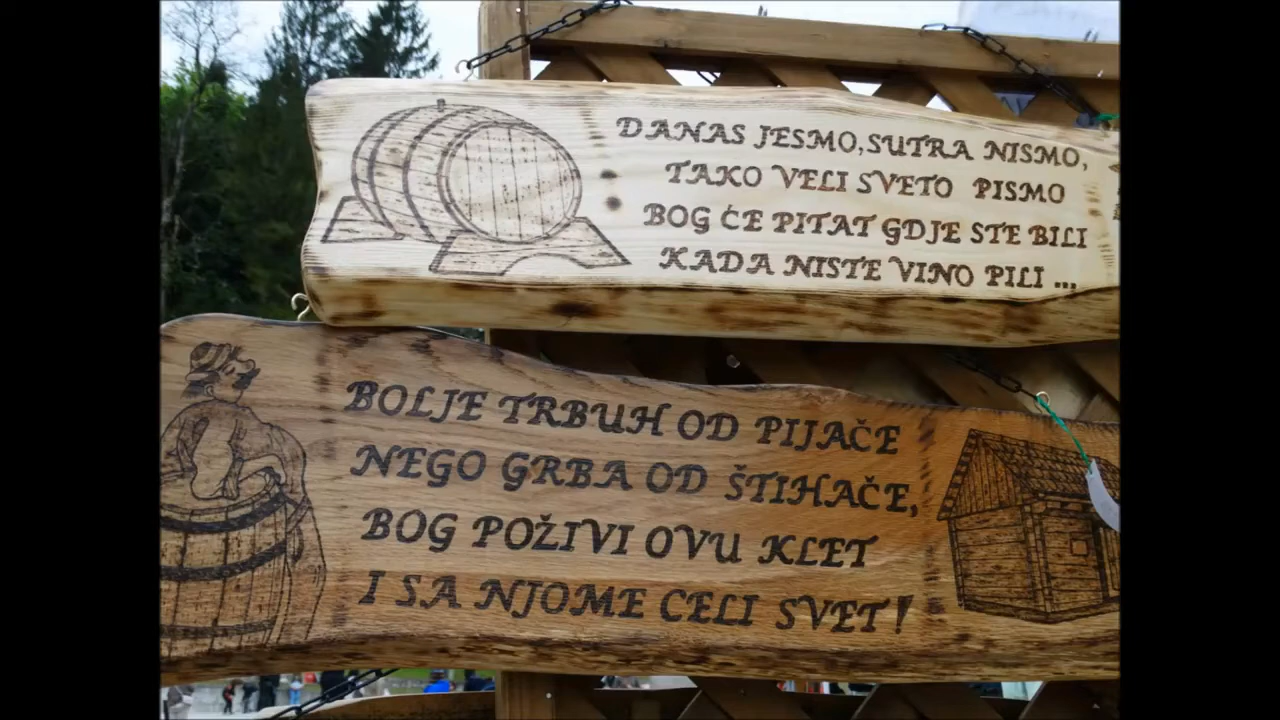 DANAS JESMO, SUTRA NISMO,
TAKO VELI SVETO PISMO
BOG ĆE PITAT GDJE STE BILI
KADA NISTE VINO PILI ...
BOLJE TRBUH OD PIJAČE
NEGO GRBA OD ŠTIHAČE,
BOG POŽIVI OVU KLET
I SA NJOME CELI SVET!